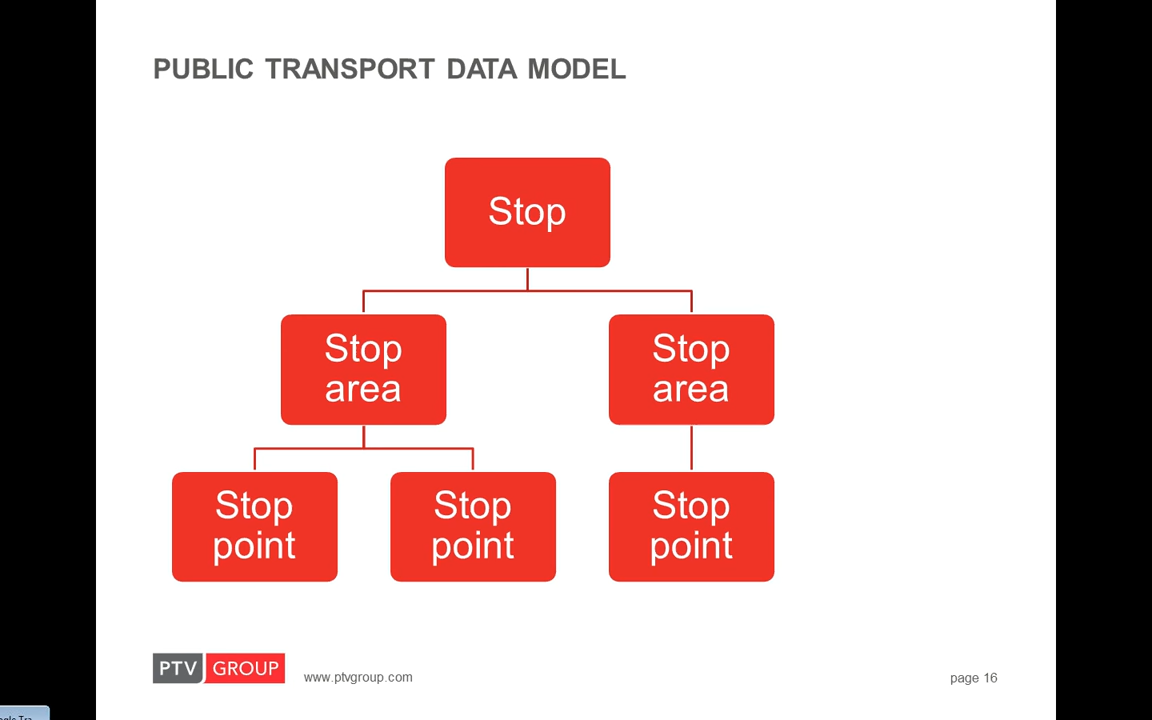 PUBLIC TRANSPORT DATA MODEL
Stop
Stop
area
Stop
area
Stop
point
Stop
point
Stop
point
PTV GROUP
www.ptvgroup.com
page 16